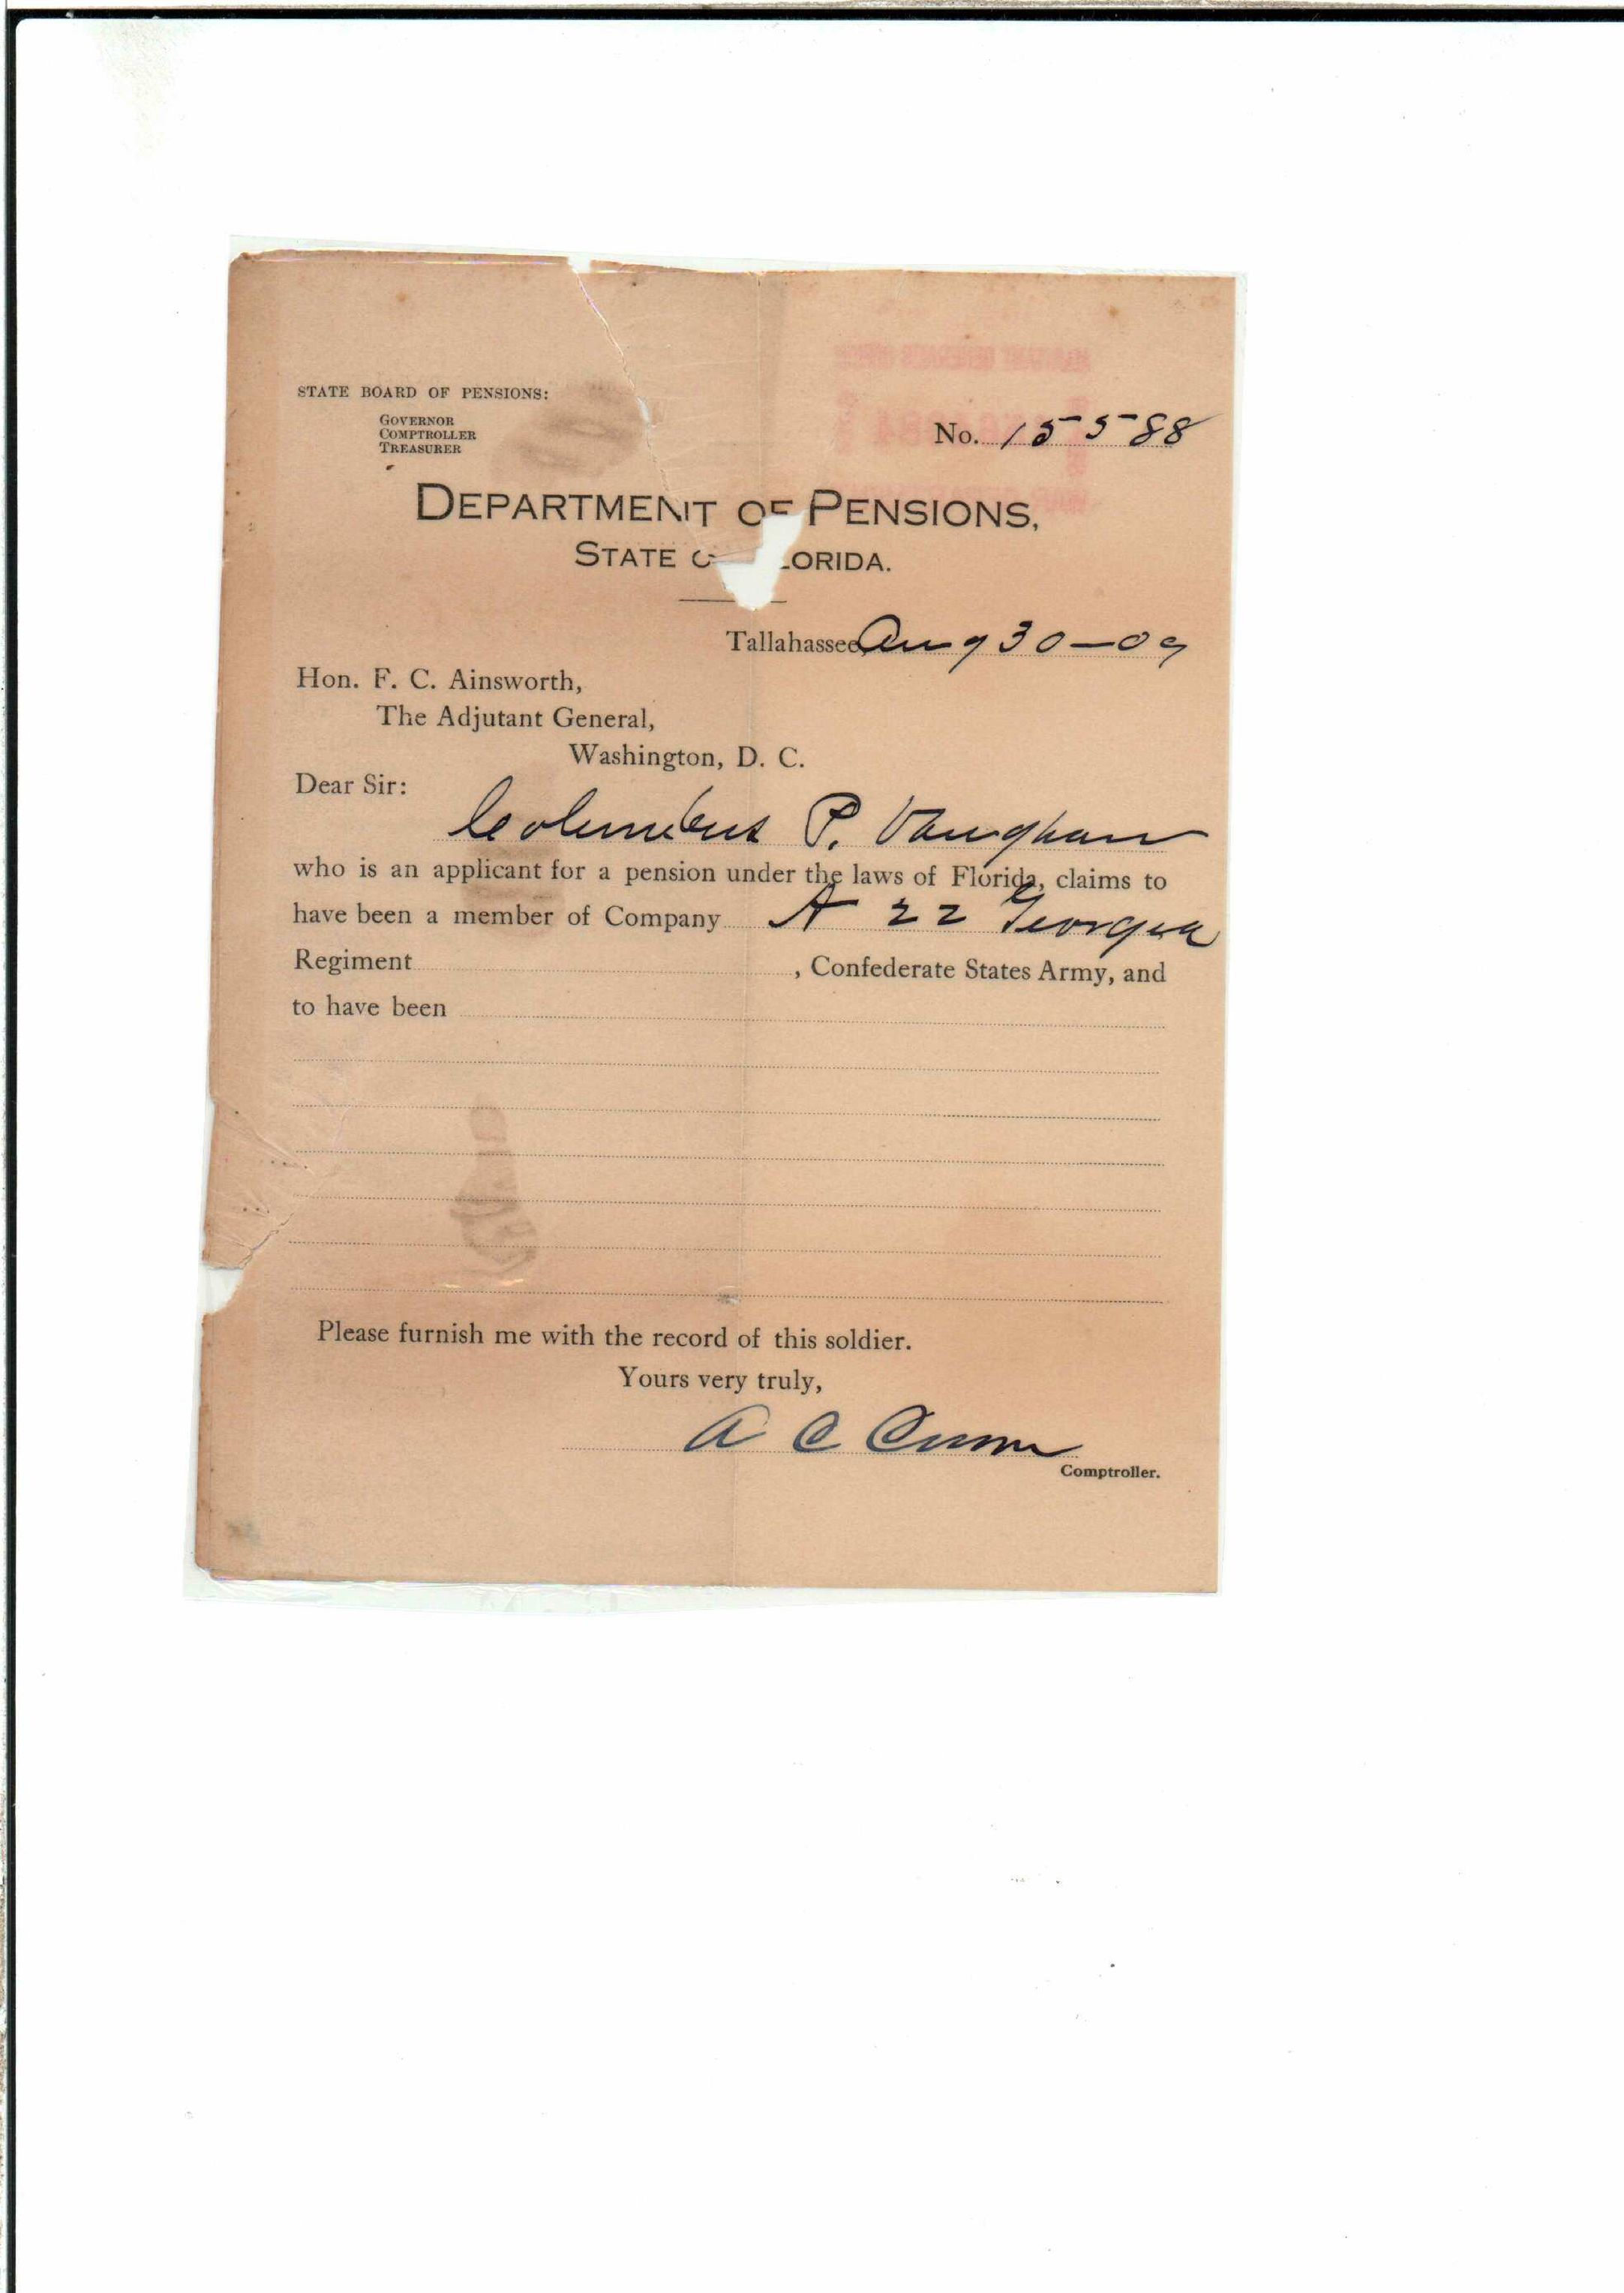 STATE BOARD OF PENSIONS:
GOVERNOR
COMPTROLLER
TREASURER
No. 15588
DEPARTMENT OF PENSIONS,
STATE O LORIDA.
Tallahassee, Aug 30-09
Hon. F. C. Ainsworth,
The Adjutant General,
Washington, D. C.
Dear Sir:
Columbus P. Vaughan
who is an applicant for a pension under the laws of Florida, claims to
have been a member of Company A 22 Georgia
Regiment , Confederate States Army, and
to have been
Please furnish me with the record of this soldier.
Yours very truly,
A C Croom
Comptroller.